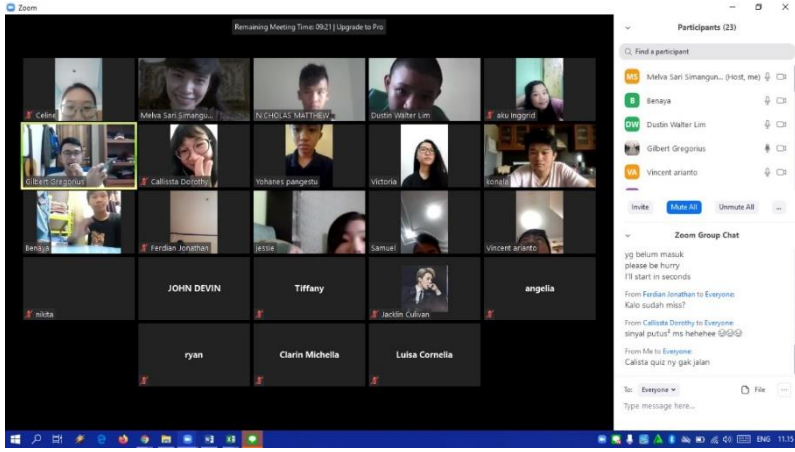 Zoom
Remaining Meeting Time: 09:21 | Upgrade to Pro
Celine
Melva Sari Simangu...
NICHOLAS MATTHEW
Dustin Walter Lim
aku Inggrid
Gilbert Gregorius
Callissta Dorothy
Yohanes pangestu
Victoria
konala
Benaya
Ferdian Jonathan
jessie
Samuel
Vincent arianto
nikita
JOHN DEVIN
Tiffany
Jacklin Culivan
angelia
ryan
Clarin Michella
Luisa Cornelia
Participants (23)
Find a participant
MS Melva Sari Simangun... (Host, me)
B Benaya
DW Dustin Walter Lim
Gilbert Gregorius
VA Vincent arianto
Invite Mute All Unmute All ...
Zoom Group Chat
yg belum masuk
please be hurry
I'll start in seconds
From Ferdian Jonathan to Everyone:
Kalo sudah miss?
From Callissta Dorothy to Everyone:
sinyal putus² ms hehehee
From Me to Everyone:
Calista quiz ny gak jalan
To: Everyone File ...
Type message here...
ENG 11.15